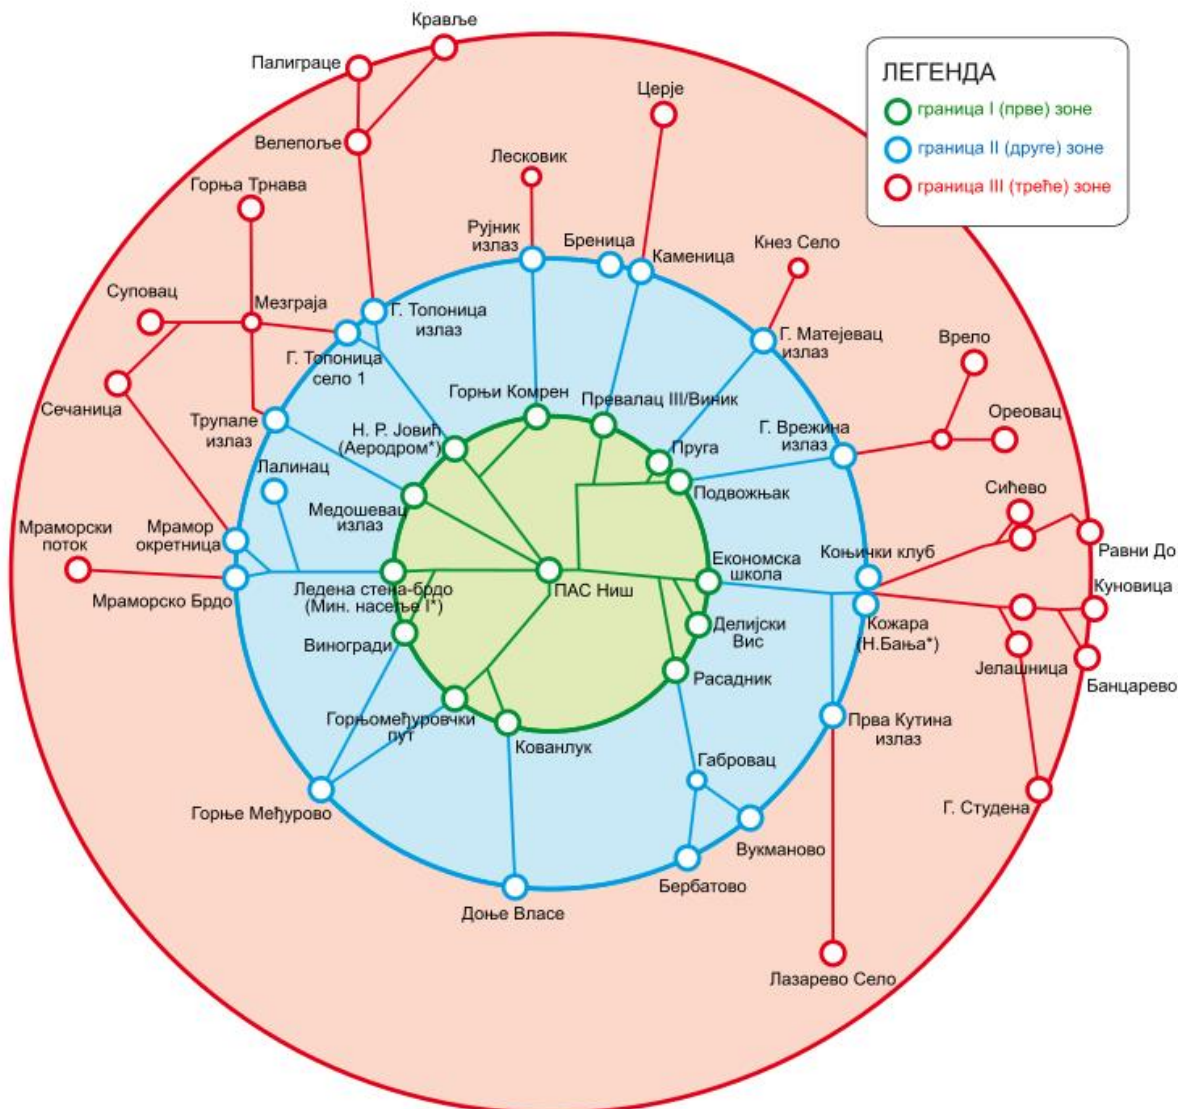 Кравље
Палиграце
ЛЕГЕНДА
граница I (прве) зоне
граница II (друге) зоне
граница III (треће) зоне
Церје
Велепоље
Лесковик
Горња Трнава
Рујник
излаз
Бреница
Каменица
Кнез Село
Суповац
Мезграја
Г. Топоница
излаз
Г. Топоница
село 1
Г. Матејевац
излаз
Врело
Сечаница
Трупале
излаз
Горњи Комрен
Превалац III/Виник
Ореовац
Н. Р. Јовић
(Аеродром*)
Пруга
Г. Врежина
излаз
Лалинац
Медошевац
излаз
Подвожњак
Сићево
Мраморски
поток
Мрамор
окретница
Економска
школа
Коњички клуб
Равни До
Мраморско Брдо
Ледена стена-брдо
(Мин. насеље I*)
ПАС Ниш
Куновица
Виногради
Делијски
Вис
Кожара
(Н.Бања*)
Јелашница
Банцарево
Расадник
Горњомеђуровчки
пут
Кованлук
Прва Кутина
излаз
Габровац
Горње Међурово
Г. Студена
Вукманово
Бербатово
Доње Власе
Лазарево Село